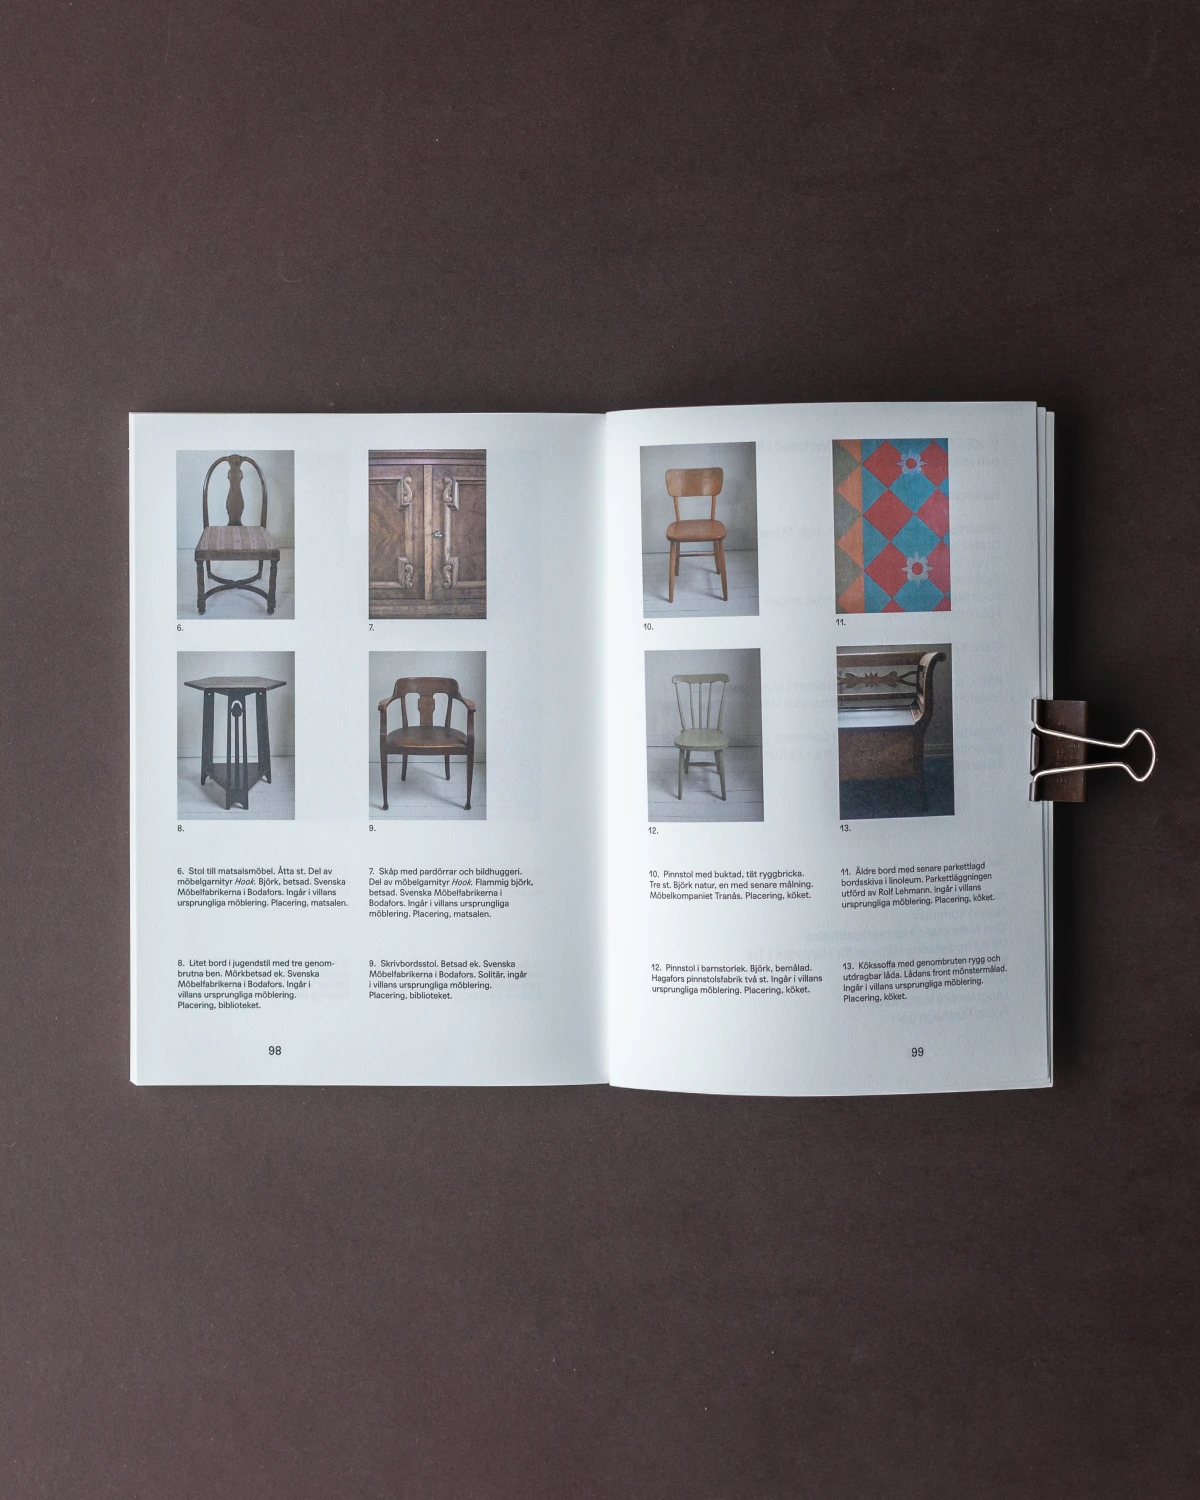 6.
7.
8.
9.
6. Stol till matsalsmöbel. Åtta st. Del av
möbelgarnityr Hook. Björk, betsad. Svenska
Möbelfabrikerna i Bodafors. Ingår i villans
ursprungliga möblering. Placering, matsalen.
7. Skåp med pardörrar och bildhuggeri.
Del av möbelgarnityr Hook. Flammig björk,
betsad. Svenska Möbelfabrikerna i
Bodafors. Ingår i villans ursprungliga
möblering. Placering, matsalen.
8. Litet bord i jugendstil med tre genom-
brutna ben. Mörkbetsad ek. Svenska
Möbelfabrikerna i Bodafors. Ingår i
villans ursprungliga möblering.
Placering, biblioteket.
9. Skrivbordsstol. Betsad ek. Svenska
Möbelfabrikerna i Bodafors. Solitär, ingår
i villans ursprungliga möblering.
Placering, biblioteket.
98
10.
11.
12.
13.
10. Pinnstol med buktad, tät ryggbricka.
Tre st. Björk natur, en med senare målning.
Möbelkompaniet Tranås. Placering, köket.
11. Äldre bord med senare parkettlagd
bordsskiva i linoleum. Parkettläggningen
utförd av Rolf Lehmann. Ingår i villans
ursprungliga möblering. Placering, köket.
12. Pinnstol i barnstorlek. Björk, bemålad.
Hagafors pinnstolsfabrik två st. Ingår i villans
ursprungliga möblering. Placering, köket.
13. Kökssoffa med genombruten rygg och
utdragbar låda. Lådans front mönstermålad.
Ingår i villans ursprungliga möblering.
Placering, köket.
99